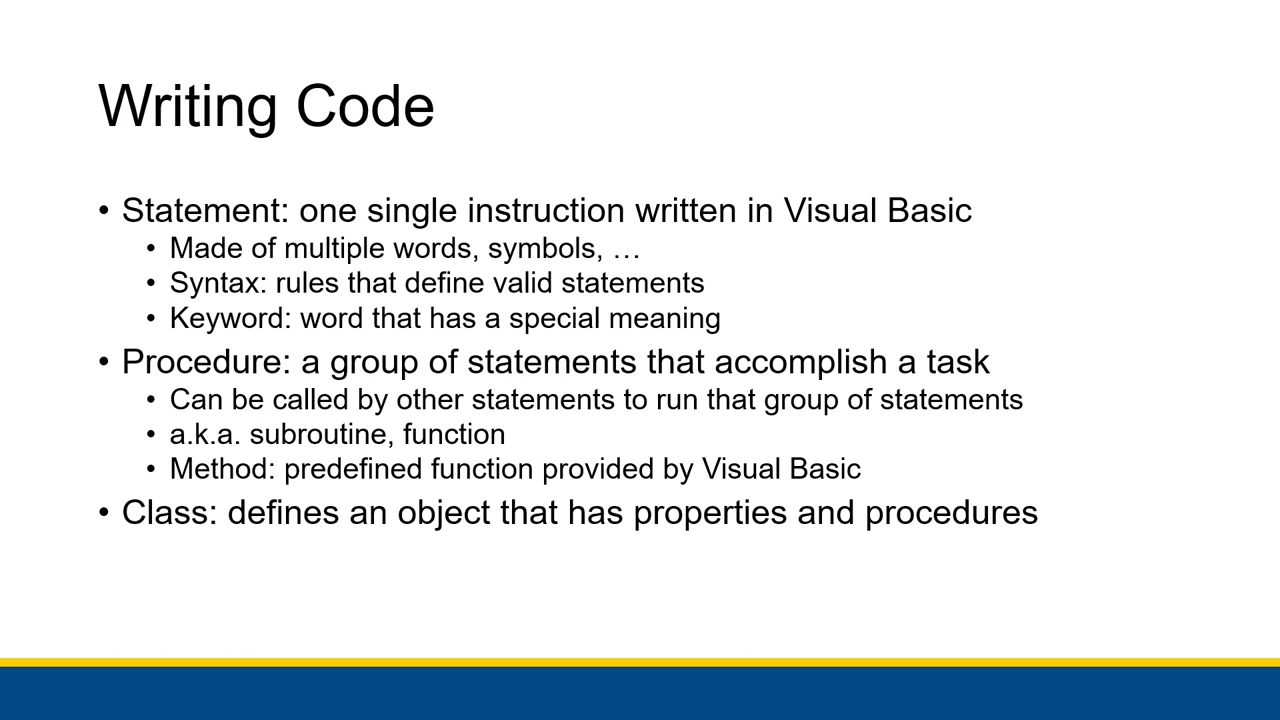 Writing Code
• Statement: one single instruction written in Visual Basic
• Made of multiple words, symbols, …
• Syntax: rules that define valid statements
• Keyword: word that has a special meaning
• Procedure: a group of statements that accomplish a task
• Can be called by other statements to run that group of statements
• a.k.a. subroutine, function
• Method: predefined function provided by Visual Basic
• Class: defines an object that has properties and procedures